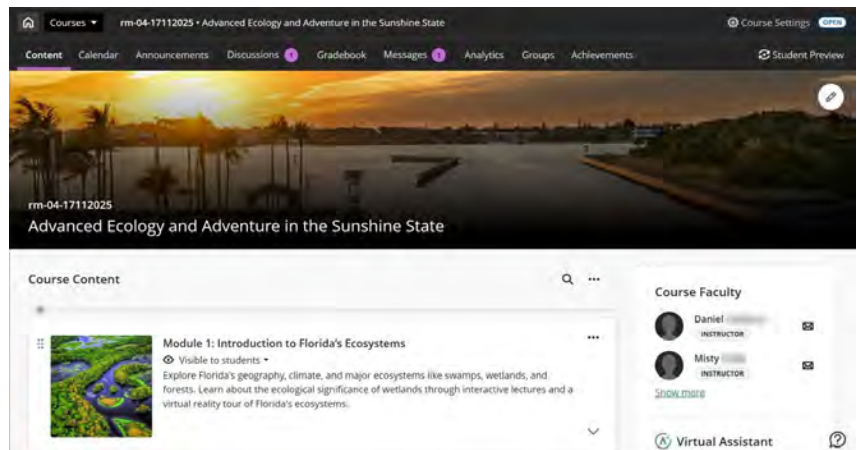 Courses
rm-04-17112025 • Advanced Ecology and Adventure in the Sunshine State
Course Settings
OPEN
Content
Calendar
Announcements
Discussions 1
Gradebook
Messages 1
Analytics
Groups
Achievements
Student Preview
rm-04-17112025
Advanced Ecology and Adventure in the Sunshine State
Course Content
Module 1: Introduction to Florida's Ecosystems
Visible to students
Explore Florida's geography, climate, and major ecosystems like swamps, wetlands, and
forests. Learn about the ecological significance of wetlands through interactive lectures and a
virtual reality tour of Florida's ecosystems.
Course Faculty
Daniel
INSTRUCTOR
Misty
INSTRUCTOR
Show more
Virtual Assistant